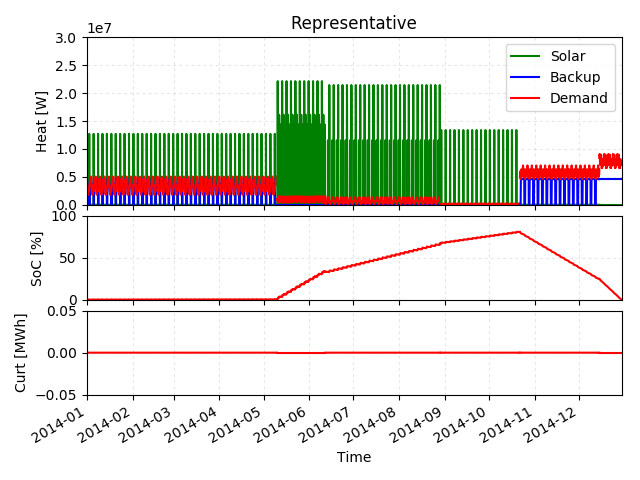 Representative
1e7
3.0
2.5
2.0
1.5
1.0
0.5
0.0
Heat [W]
Solar
Backup
Demand
100
50
0
SoC [%]
0.05
0.00
−0.05
Curt [MWh]
2014-01
2014-02
2014-03
2014-04
2014-05
2014-06
2014-07
2014-08
2014-09
2014-10
2014-11
2014-12
Time